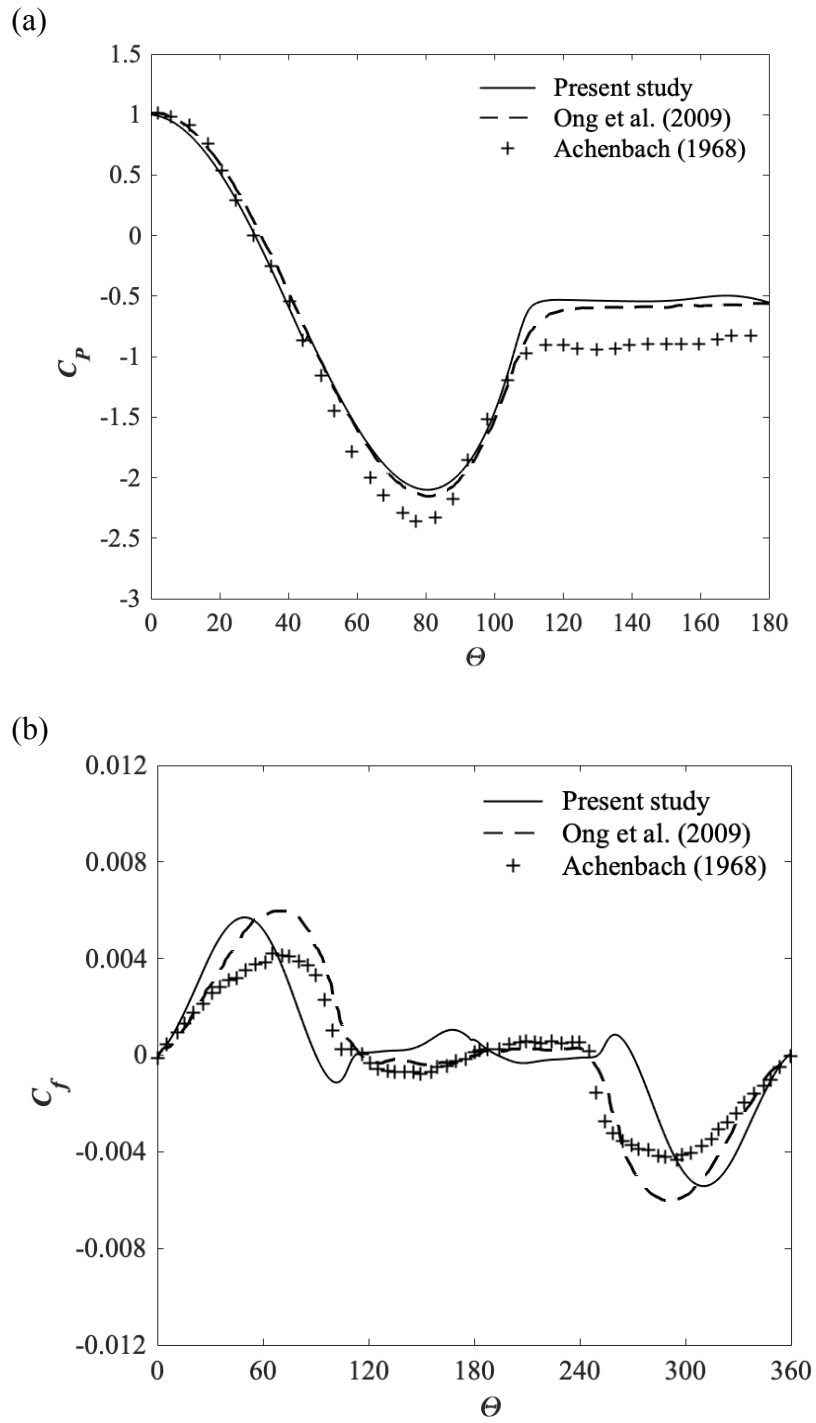 (a)
1.5
1
0.5
0
-0.5
-1
-1.5
-2
-2.5
-3
C_P
Present study
Ong et al. (2009)
Achenbach (1968)
0 20 40 60 80 100 120 140 160 180
Θ
(b)
0.012
0.008
0.004
0
-0.004
-0.008
-0.012
C_f
Present study
Ong et al. (2009)
Achenbach (1968)
0 60 120 180 240 300 360
Θ